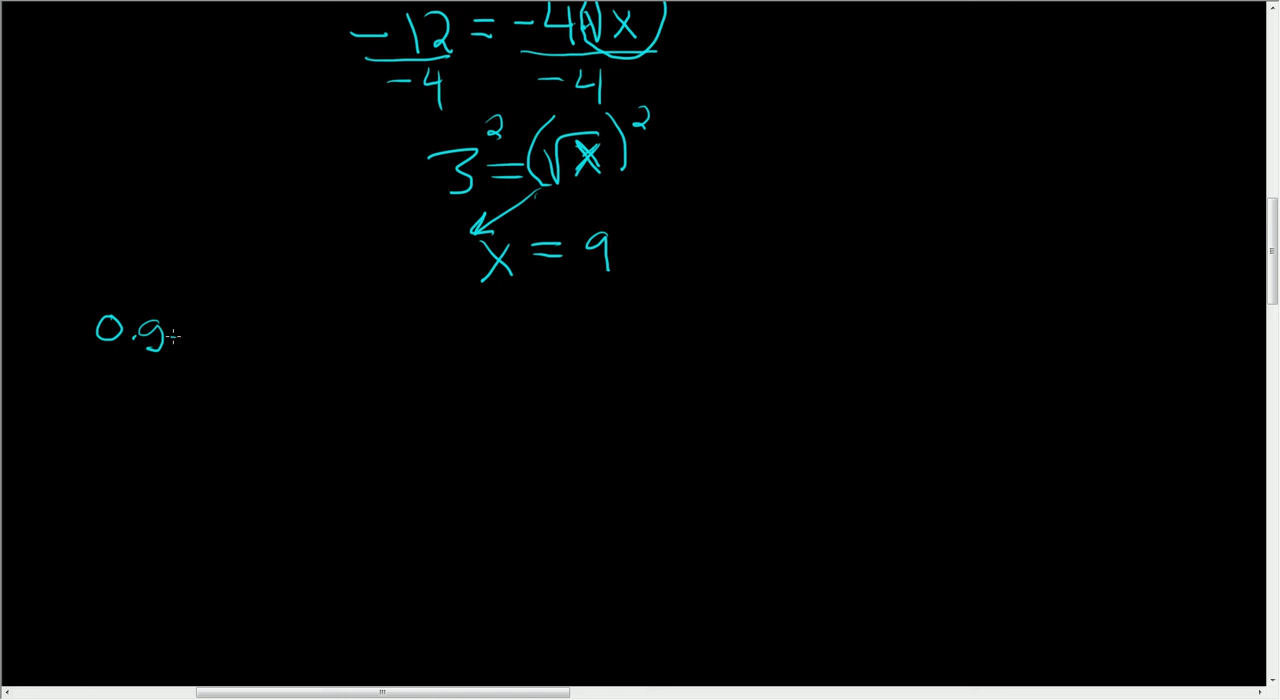 -12 = -4(√x)
-4 -4
3² = (√x)²
x = 9
0.9